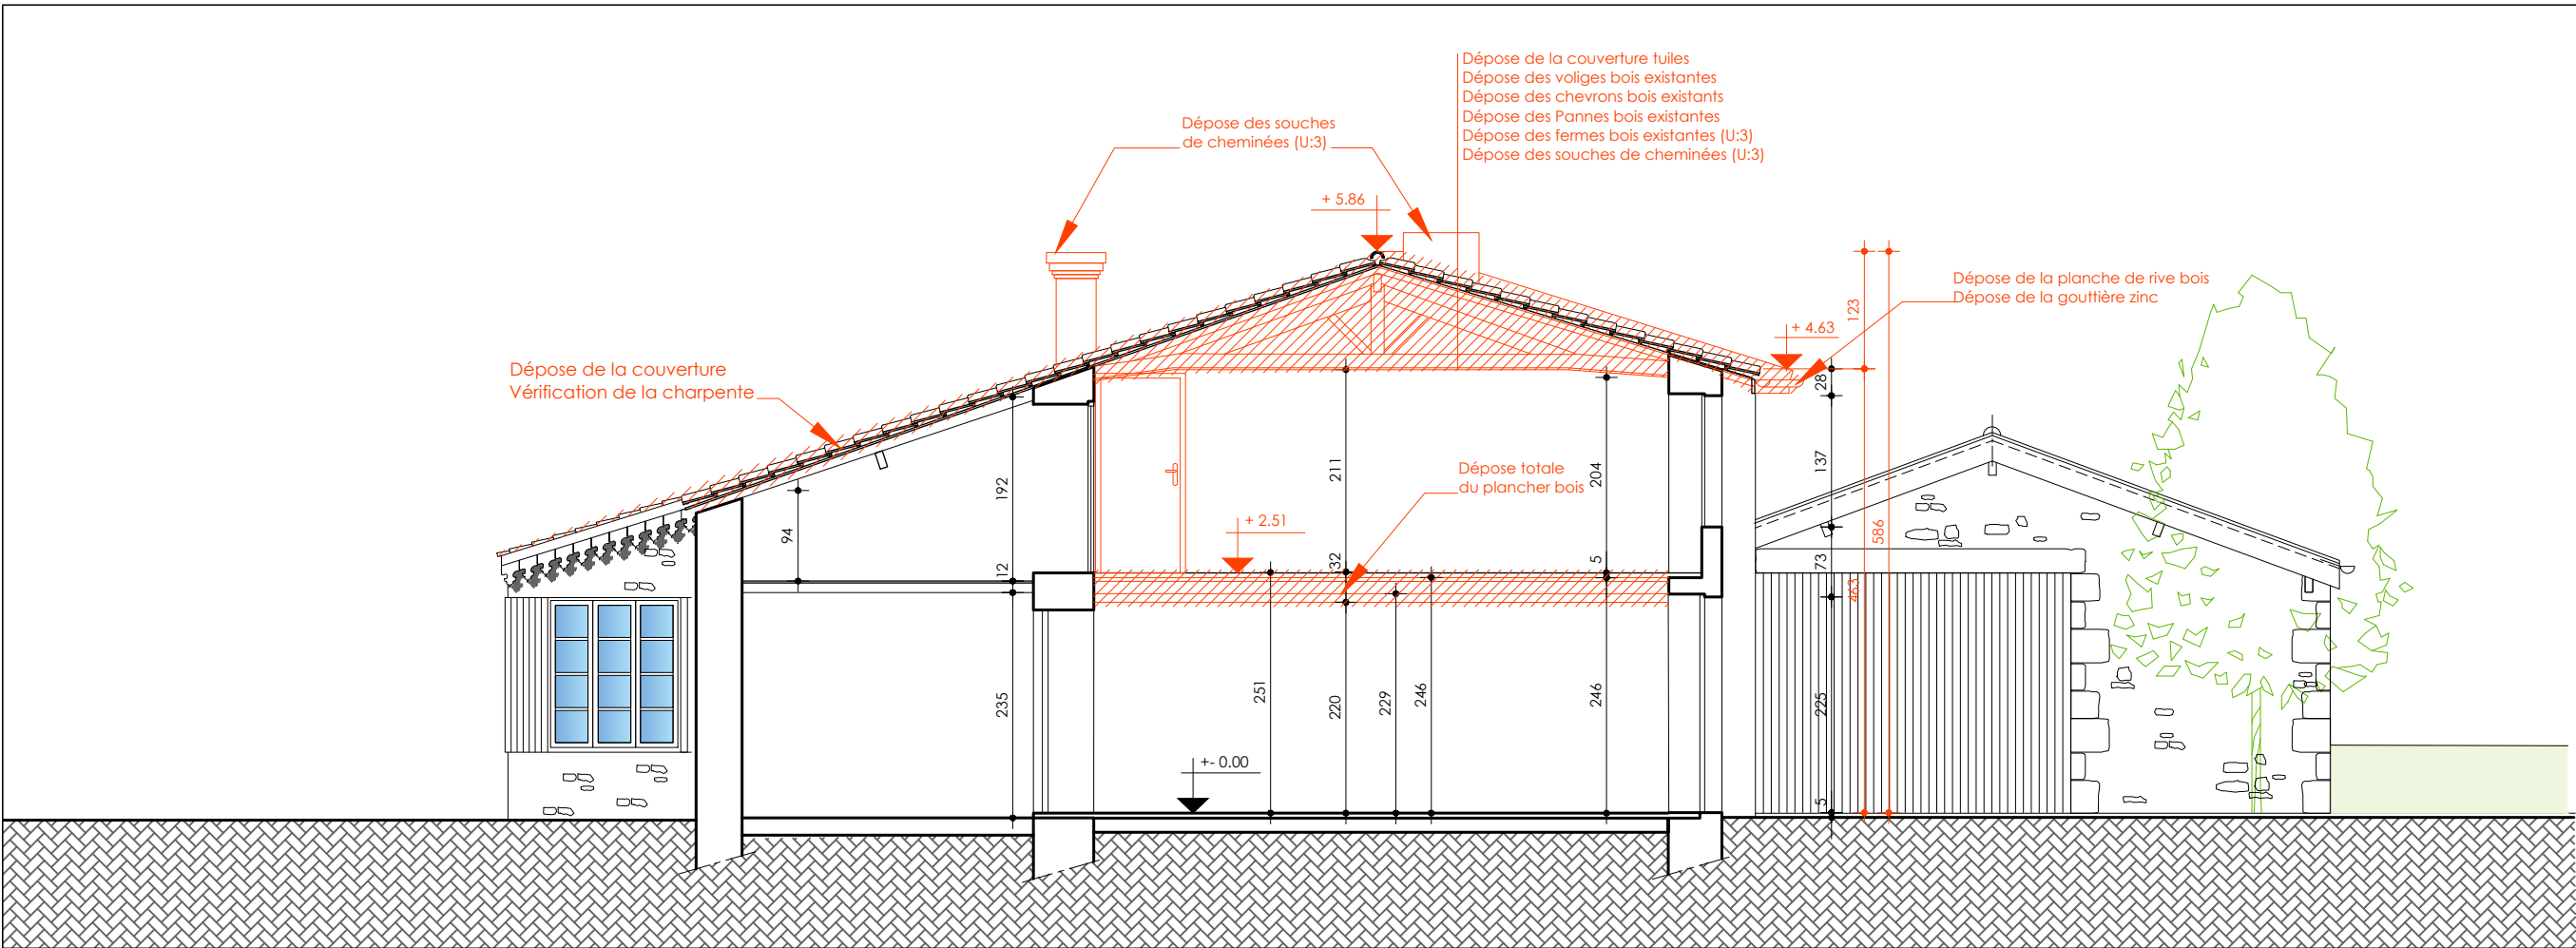 Dépose de la couverture tuiles
Dépose des voliges bois existantes
Dépose des chevrons bois existants
Dépose des Pannes bois existantes
Dépose des fermes bois existantes (U:3)
Dépose des souches de cheminées (U:3)
Dépose des souches
de cheminées (U:3)
+ 5.86
Dépose de la planche de rive bois
Dépose de la gouttière zinc
+ 4.63
123
28
Dépose de la couverture
Vérification de la charpente
137
586
73
463
225
5
192
94
12
235
211
204
Dépose totale
du plancher bois
+ 2.51
32
5
251
220
229
246
246
+- 0.00